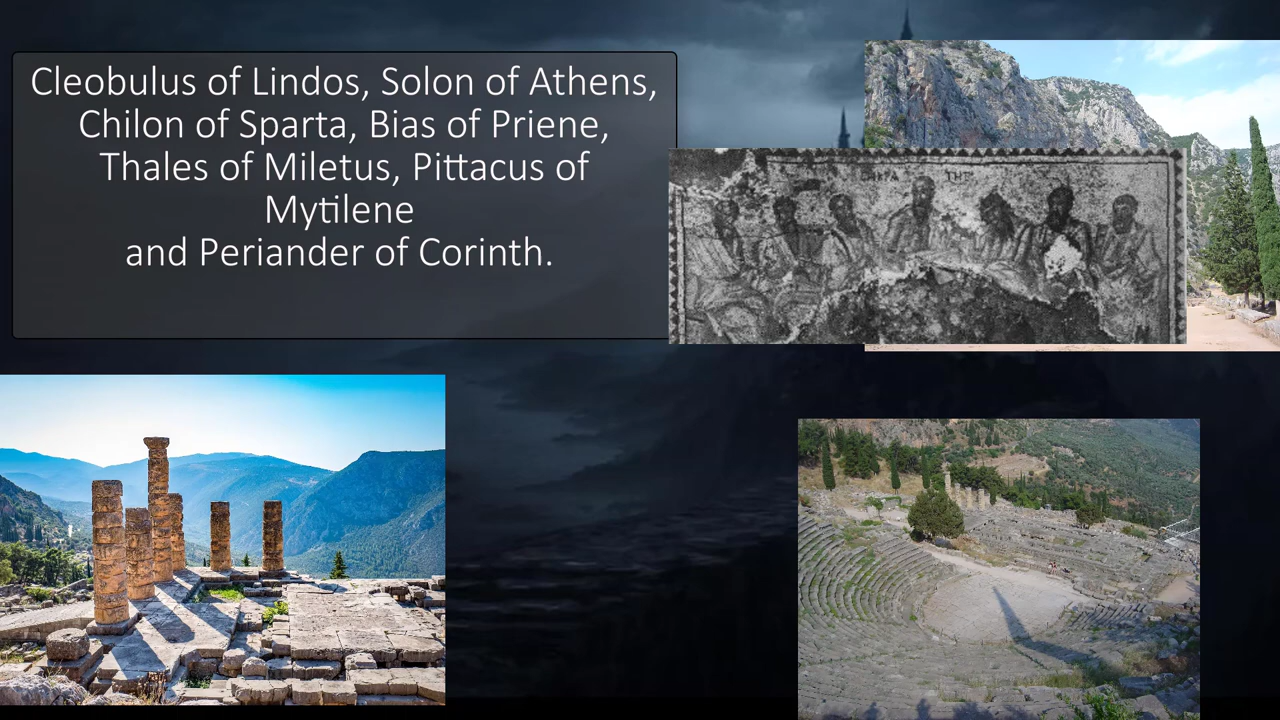 Cleobulus of Lindos, Solon of Athens,
Chilon of Sparta, Bias of Priene,
Thales of Miletus, Pittacus of
Mytilene
and Periander of Corinth.